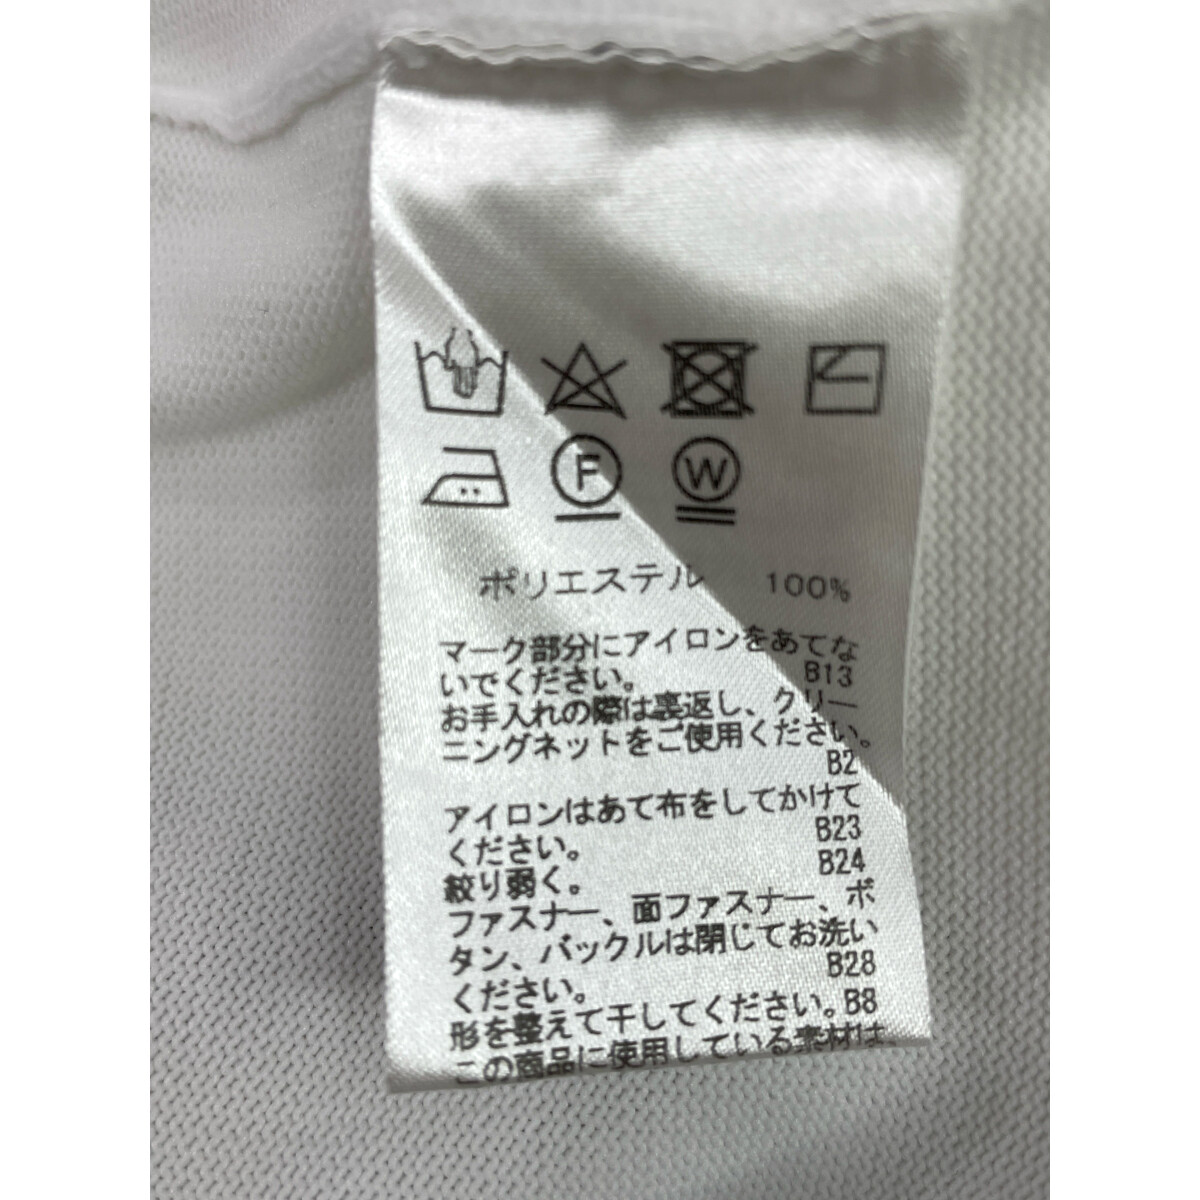 F W
ポリエステル 100%
マーク部分にアイロンをあてな
いでください。 B13
お手入れの際は裏返し、クリー
ニングネットをご使用ください。
B2
アイロンはあて布をしてかけて
ください。 B23
絞り弱く。 B24
ファスナー、面ファスナー、ボ
タン、バックルは閉じてお洗い
ください。 B28
形を整えて干してください。B8
この商品に使用している素材は、